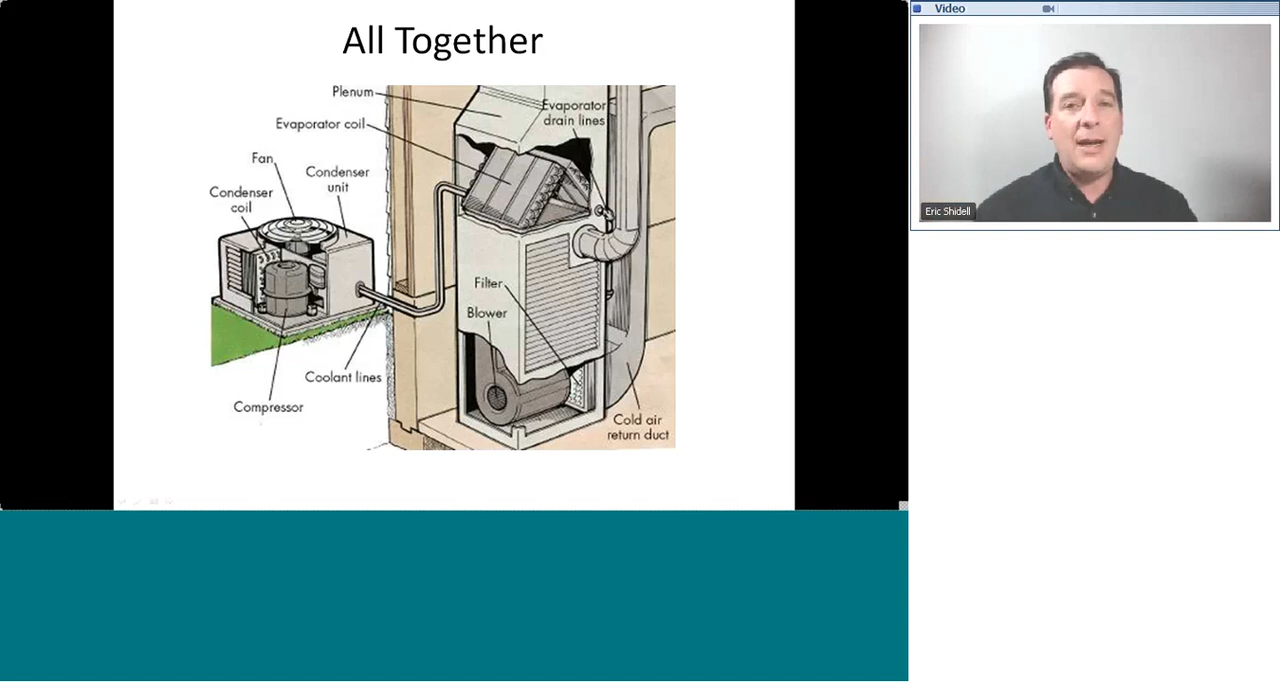 All Together
Plenum
Evaporator
drain lines
Evaporator coil
Fan
Condenser
unit
Condenser
coil
Filter
Blower
Coolant lines
Compressor
Cold air
return duct
Video
Eric Shidell